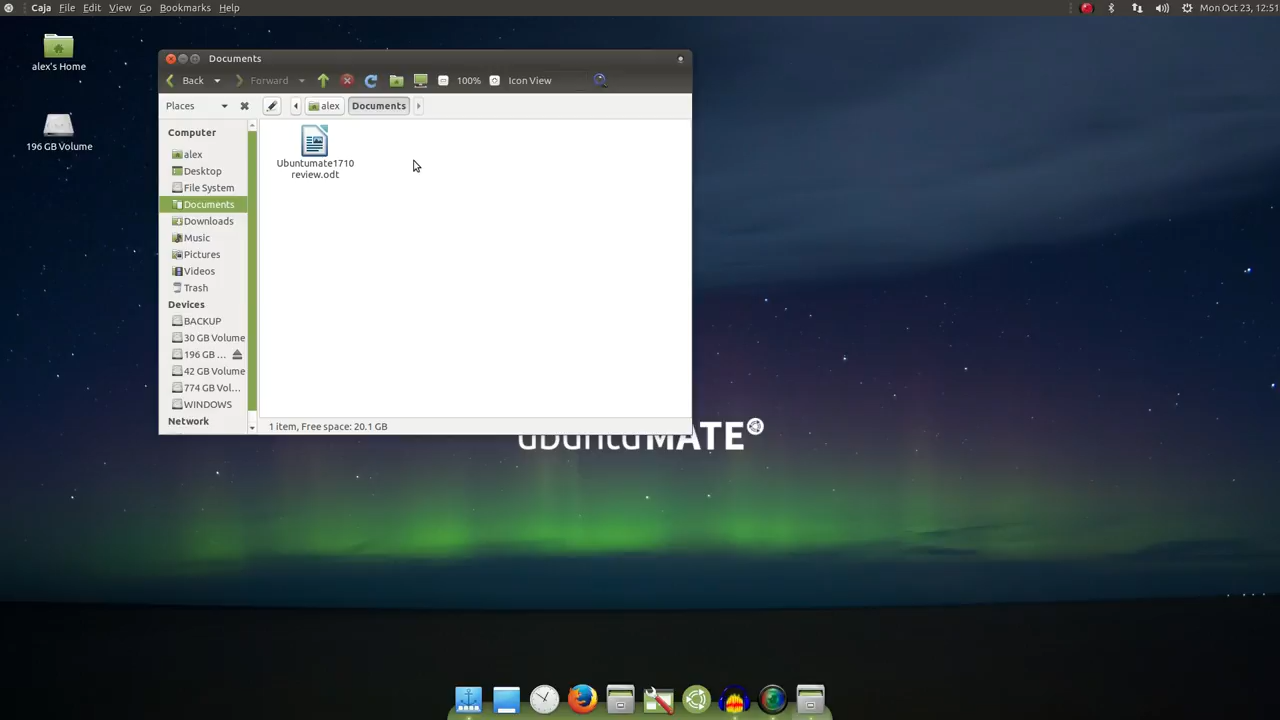 Caja File Edit View Go Bookmarks Help
Mon Oct 23, 12:51
alex's Home
196 GB Volume
Documents
Back Forward 100% Icon View
Places alex Documents
Computer
alex
Desktop
File System
Documents
Downloads
Music
Pictures
Videos
Trash
Devices
BACKUP
30 GB Volume
196 GB ...
42 GB Volume
774 GB Vol...
WINDOWS
Network
Ubuntumate1710
review.odt
1 item, Free space: 20.1 GB
ubuntu MATE